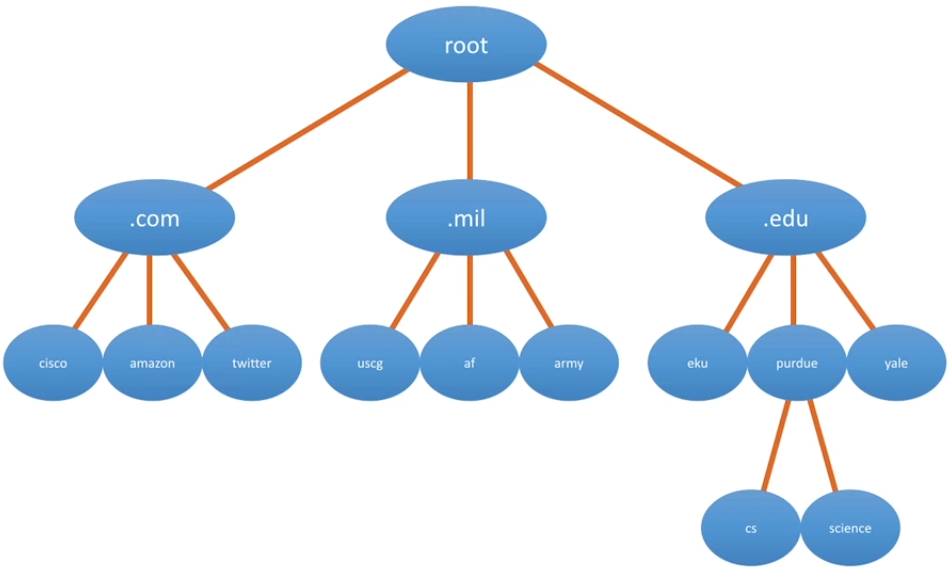 root
.com
.mil
.edu
cisco
amazon
twitter
uscg
af
army
eku
purdue
yale
cs
science